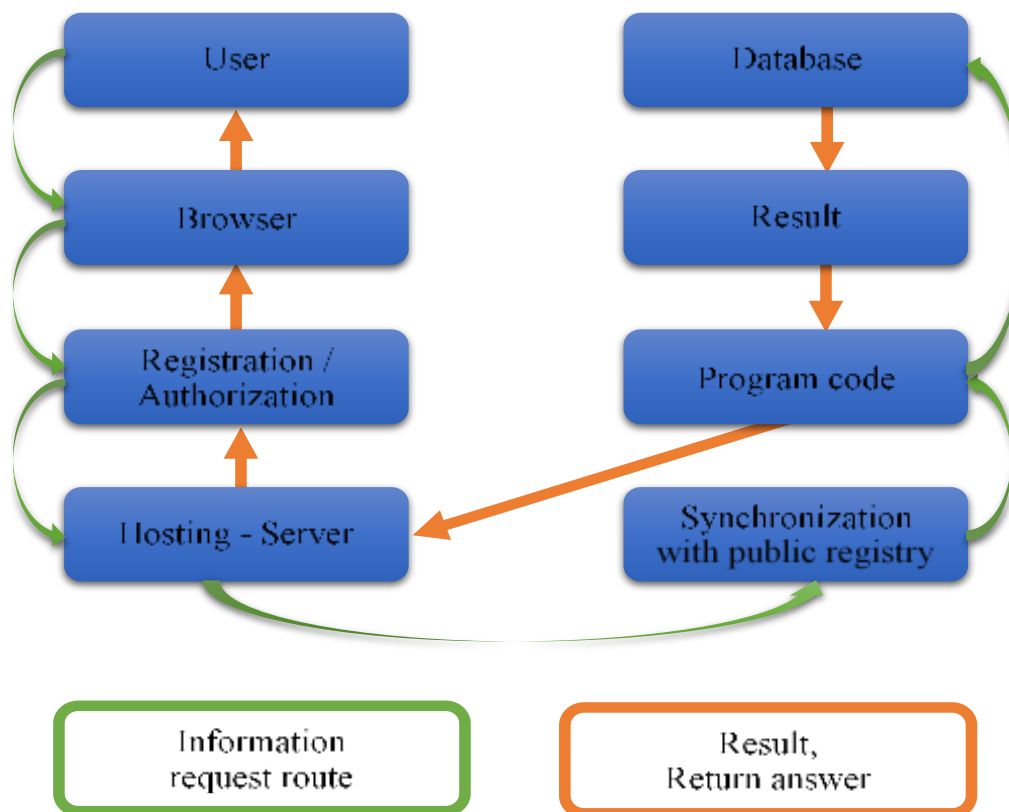 User
Browser
Registration /
Authorization
Hosting - Server
Database
Result
Program code
Synchronization
with public registry
Information
request route
Result,
Return answer